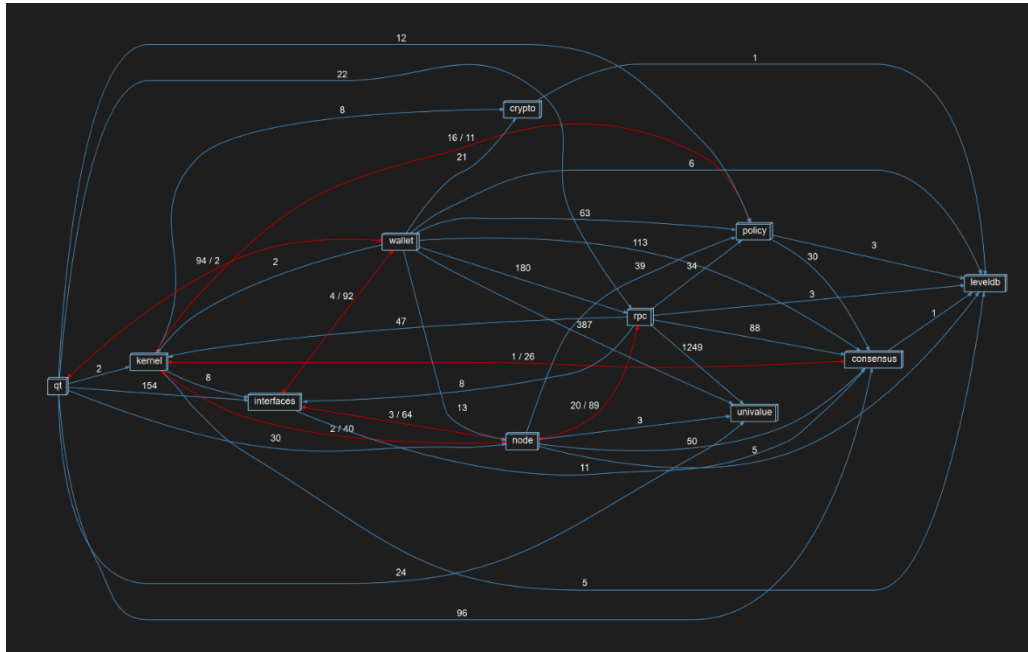 12
22
1
8
crypto
16 / 11
21
6
63
policy
wallet
113
30
3
94 / 2
2
39
34
180
leveldb
4 / 92
3
rpc
1
47
387
88
1249
kernel
1 / 26
consensus
2
8
qt
154
8
interfaces
13
20 / 89
univalue
3 / 64
3
2 / 40
30
node
50
5
11
24
5
96